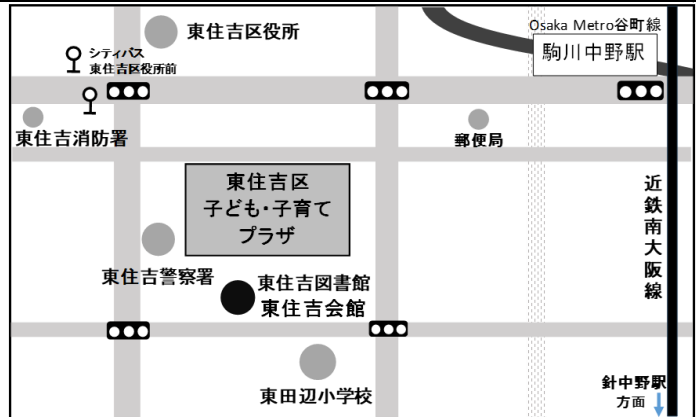 東住吉区役所
Osaka Metro谷町線
駒川中野駅
シティバス
東住吉区役所前
東住吉消防署
郵便局
東住吉区
子ども・子育て
プラザ
近鉄南大阪線
東住吉警察署
東住吉図書館
東住吉会館
東田辺小学校
針中野駅
方面